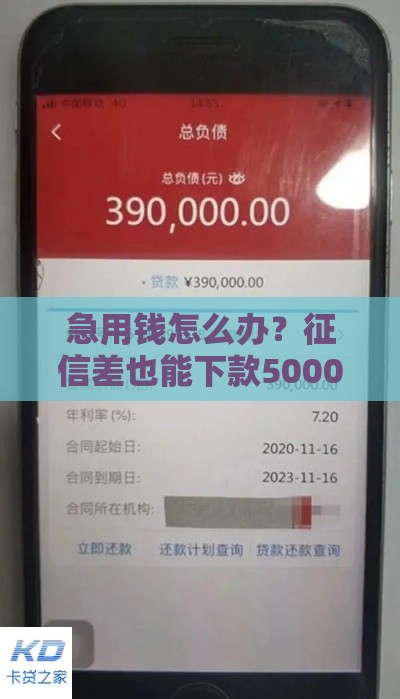 中国移动 4G 14:55
总负债
总负债(元)
390,000.00
· 贷款 ¥390,000.00
急用钱怎么办？征
信差也能下款5000
390,000.00
年利率(%): 7.20
合同起始日: 2020-11-16
合同到期日: 2023-11-16
合同所在机构:
立即还款 还款计划查询 贷款还款查询
KD
卡贷之家